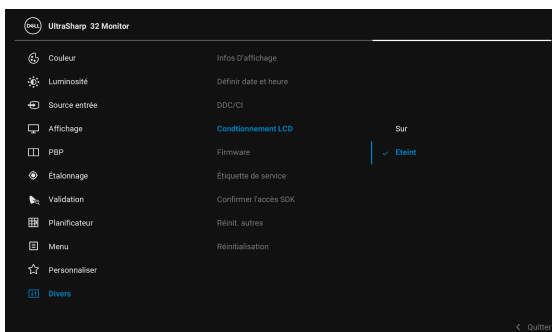 DELL UltraSharp 32 Monitor
Couleur
Infos D'affichage
Luminosité
Définir date et heure
Source entrée
DDC/CI
Affichage
Condtionnement LCD
Sur
PBP
Firmware
Eteint
Étalonnage
Étiquette de service
Validation
Confirmer l'accès SDK
Planificateur
Réinit. autres
Menu
Réinitialisation
Personnaliser
Divers
Quitter